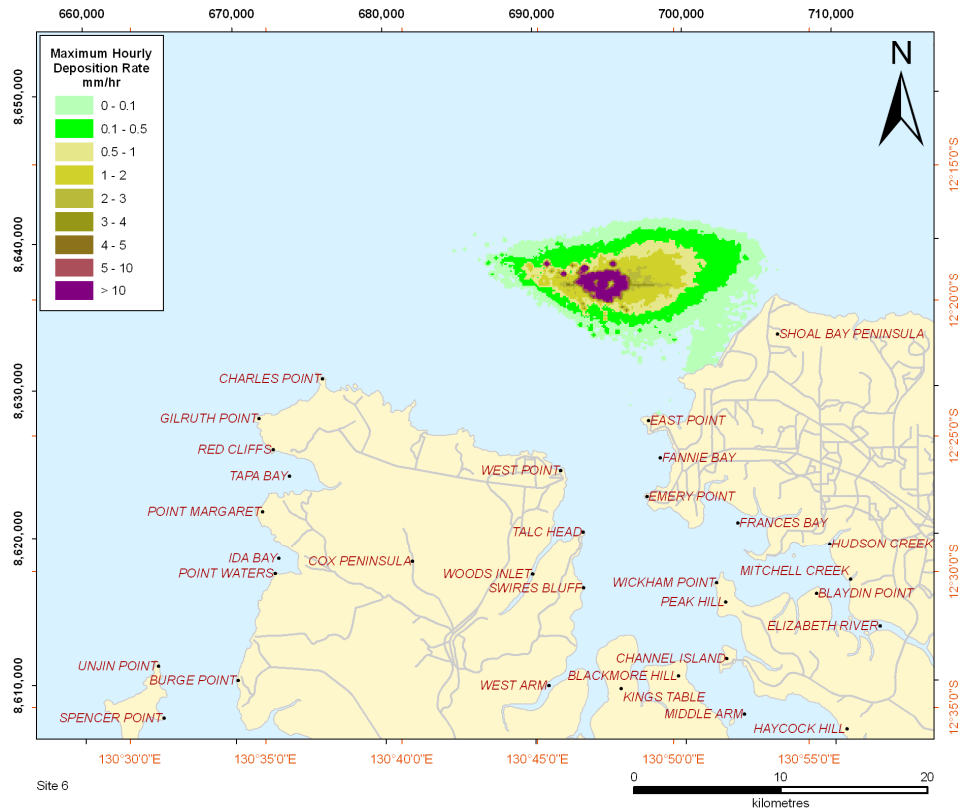 660,000 670,000 680,000 690,000 700,000 710,000
Maximum Hourly
Deposition Rate
mm/hr
0 - 0.1
0.1 - 0.5
0.5 - 1
1 - 2
2 - 3
3 - 4
4 - 5
5 - 10
> 10
N
8,650,000
8,640,000
8,630,000
8,620,000
8,610,000
12°15'0"S
12°20'0"S
12°25'0"S
12°30'0"S
12°35'0"S
SHOAL BAY PENINSULA
CHARLES POINT
GILRUTH POINT
EAST POINT
RED CLIFFS
FANNIE BAY
WEST POINT
TAPA BAY
EMERY POINT
POINT MARGARET
FRANCES BAY
TALC HEAD
HUDSON CREEK
IDA BAY
COX PENINSULA
POINT WATERS
WOODS INLET
MITCHELL CREEK
WICKHAM POINT
SWIRES BLUFF
BLAYDIN POINT
PEAK HILL
ELIZABETH RIVER
CHANNEL ISLAND
UNJIN POINT
BLACKMORE HILL
BURGE POINT
WEST ARM
KINGS TABLE
MIDDLE ARM
SPENCER POINT
HAYCOCK HILL
130°30'0"E 130°35'0"E 130°40'0"E 130°45'0"E 130°50'0"E 130°55'0"E
Site 6
0 10 20
kilometres